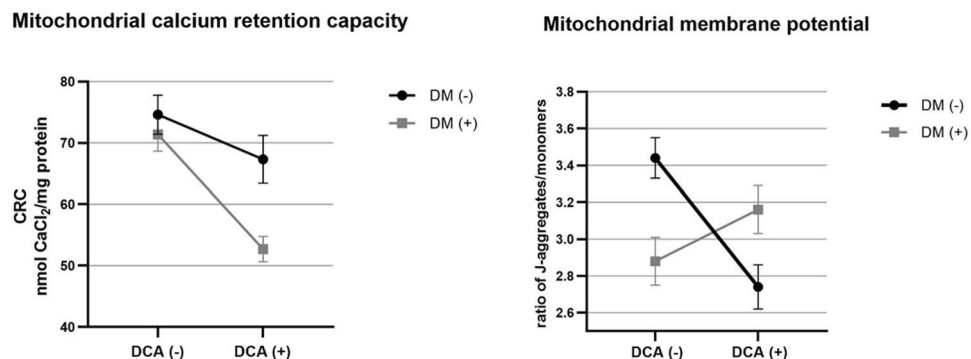 Mitochondrial calcium retention capacity
CRC
nmol CaCl₂/mg protein
80
70
60
50
40
DCA (-)
DCA (+)
DM (-)
DM (+)
Mitochondrial membrane potential
ratio of J-aggregates/monomers
3.8
3.6
3.4
3.2
3.0
2.8
2.6
DCA (-)
DCA (+)
DM (-)
DM (+)